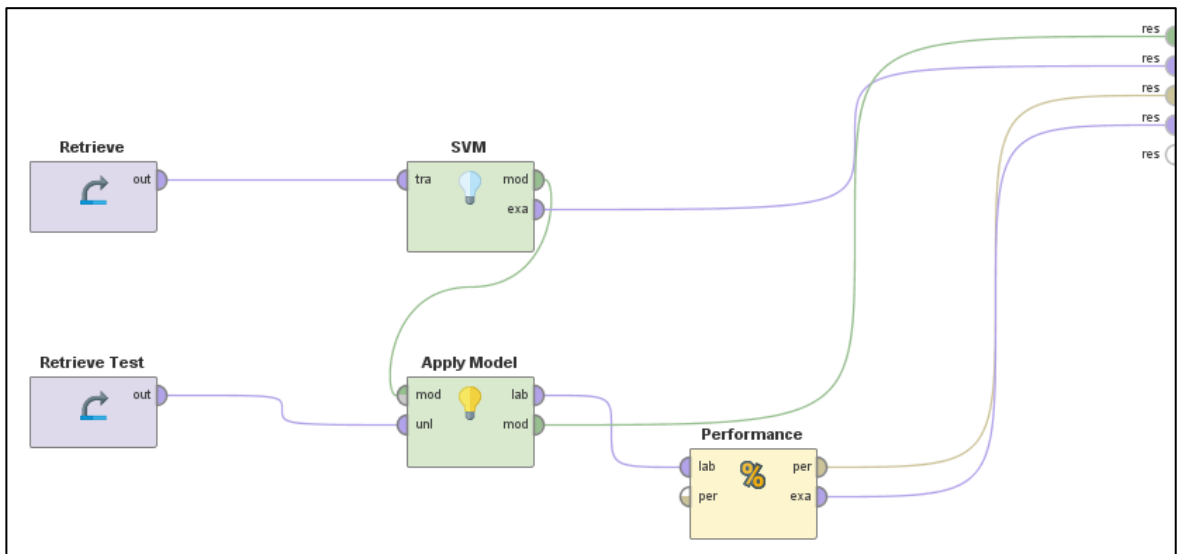 res
res
res
res
res
Retrieve
out
SVM
tra
mod
exa
Retrieve Test
out
Apply Model
mod
lab
unl
mod
Performance
lab
per
%
per
exa